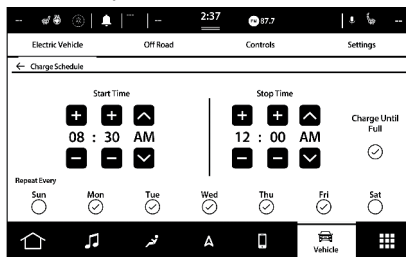 -- 2:37 FM 87.7 --
Electric Vehicle Off Road Controls Settings
← Charge Schedule
Start Time Stop Time
08 : 30 AM 12 : 00 AM
Charge Until
Full
Repeat Every
Sun Mon Tue Wed Thu Fri Sat
Vehicle